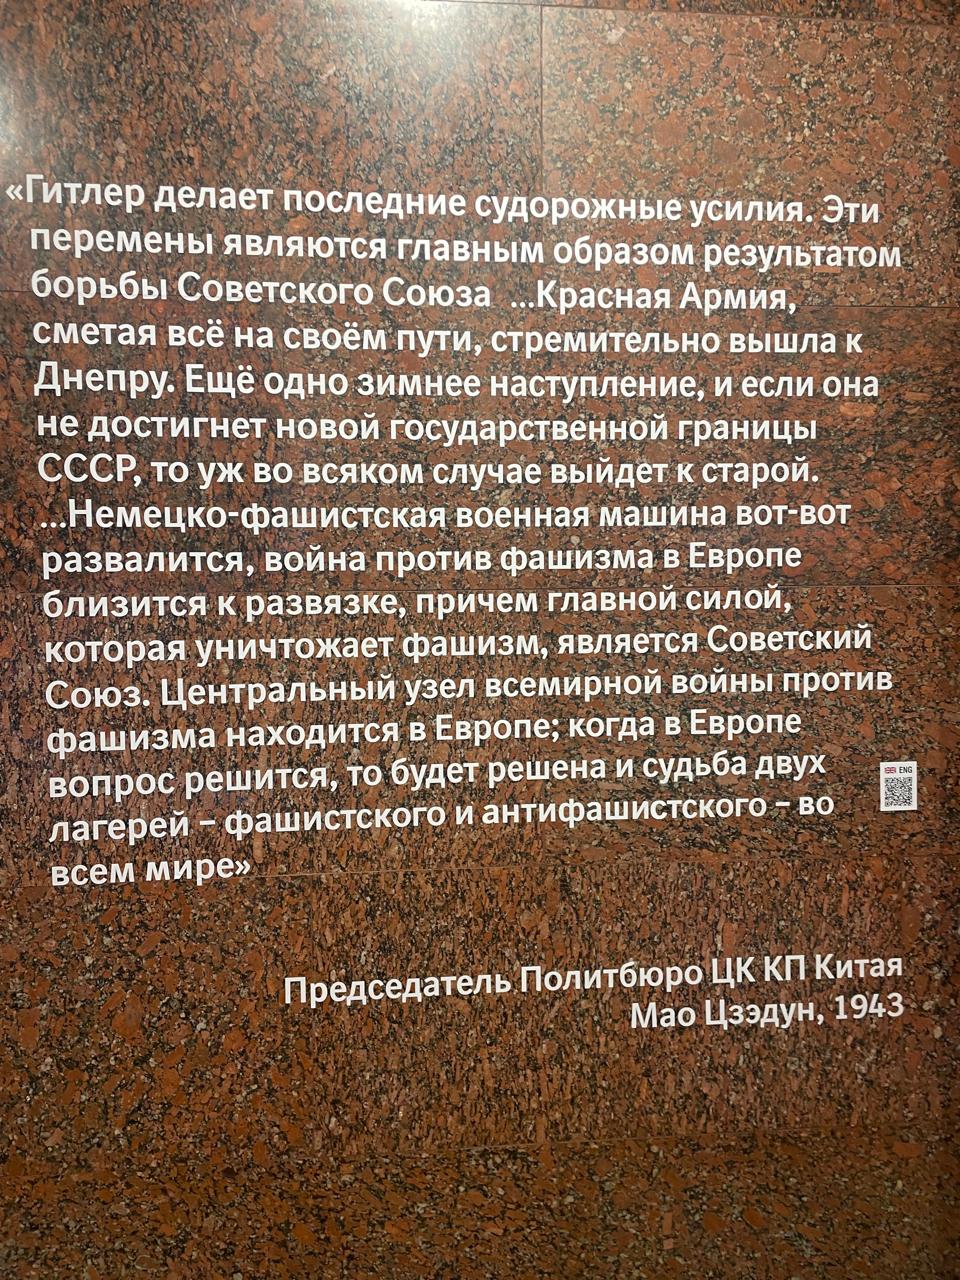 «Гитлер делает последние судорожные усилия. Эти
перемены являются главным образом результатом
борьбы Советского Союза ...Красная Армия,
сметая всё на своём пути, стремительно вышла к
Днепру. Ещё одно зимнее наступление, и если она
не достигнет новой государственной границы
СССР, то уж во всяком случае выйдет к старой.
...Немецко-фашистская военная машина вот-вот
развалится, война против фашизма в Европе
близится к развязке, причем главной силой,
которая уничтожает фашизм, является Советский
Союз. Центральный узел всемирной войны против
фашизма находится в Европе; когда в Европе
вопрос решится, то будет решена и судьба двух
лагерей – фашистского и антифашистского – во
всем мире»
ENG
Председатель Политбюро ЦК КП Китая
Мао Цзэдун, 1943